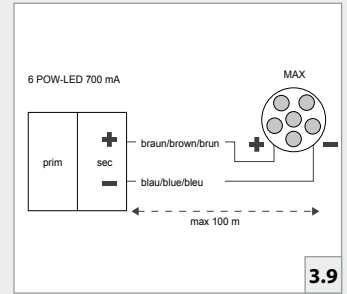 6 POW-LED 700 mA
MAX
+
braun/brown/brun
+
−
prim
sec
−
blau/blue/bleu
max 100 m
3.9